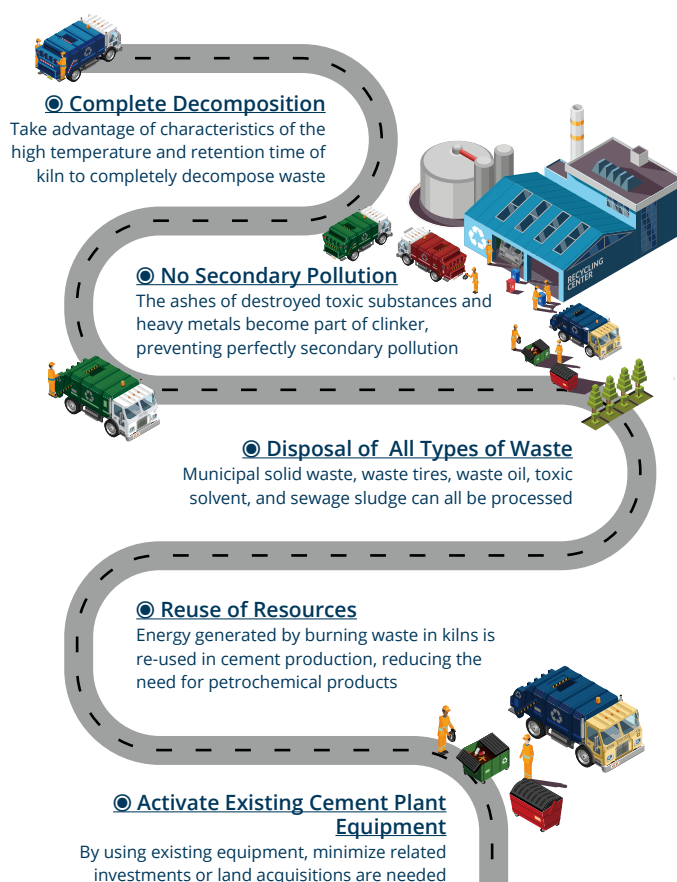 ◉ Complete Decomposition
Take advantage of characteristics of the
high temperature and retention time of
kiln to completely decompose waste
RECYCLING
CENTER
◉ No Secondary Pollution
The ashes of destroyed toxic substances and
heavy metals become part of clinker,
preventing perfectly secondary pollution
◉ Disposal of All Types of Waste
Municipal solid waste, waste tires, waste oil, toxic
solvent, and sewage sludge can all be processed
◉ Reuse of Resources
Energy generated by burning waste in kilns is
re-used in cement production, reducing the
need for petrochemical products
◉ Activate Existing Cement Plant
Equipment
By using existing equipment, minimize related
investments or land acquisitions are needed